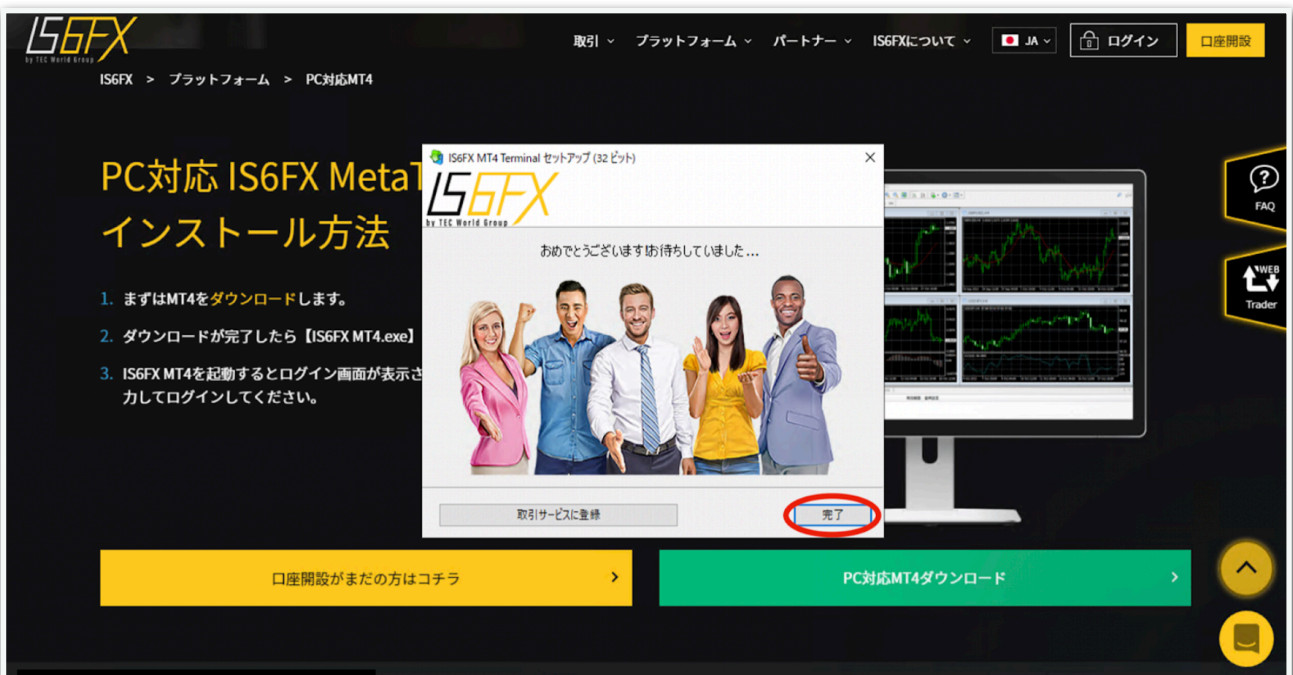 IS6FX
by TEC World Group
取引
プラットフォーム
パートナー
IS6FXについて
JA
ログイン
口座開設
IS6FX > プラットフォーム > PC対応MT4
PC対応 IS6FX MetaT
インストール方法
1. まずはMT4をダウンロードします。
2. ダウンロードが完了したら【IS6FX MT4.exe】
3. IS6FX MT4を起動するとログイン画面が表示さ
力してログインしてください。
IS6FX MT4 Terminal セットアップ (32 ビット)
IS6FX
by TEC World Group
おめでとうございます!お待ちしていました...
取引サービスに登録
完了
FAQ
WEB
Trader
口座開設がまだの方はコチラ
PC対応MT4ダウンロード